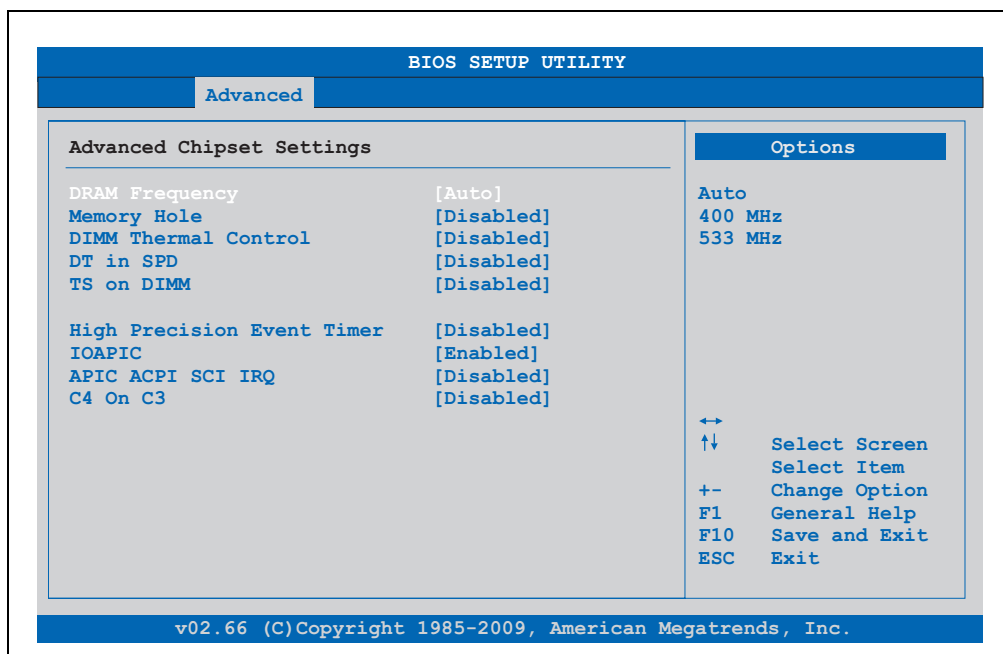 BIOS SETUP UTILITY
Advanced
Advanced Chipset Settings
DRAM Frequency [Auto]
Memory Hole [Disabled]
DIMM Thermal Control [Disabled]
DT in SPD [Disabled]
TS on DIMM [Disabled]
High Precision Event Timer [Disabled]
IOAPIC [Enabled]
APIC ACPI SCI IRQ [Disabled]
C4 On C3 [Disabled]
Options
Auto
400 MHz
533 MHz
↔
↑↓ Select Screen
Select Item
+- Change Option
F1 General Help
F10 Save and Exit
ESC Exit
v02.66 (C)Copyright 1985-2009, American Megatrends, Inc.